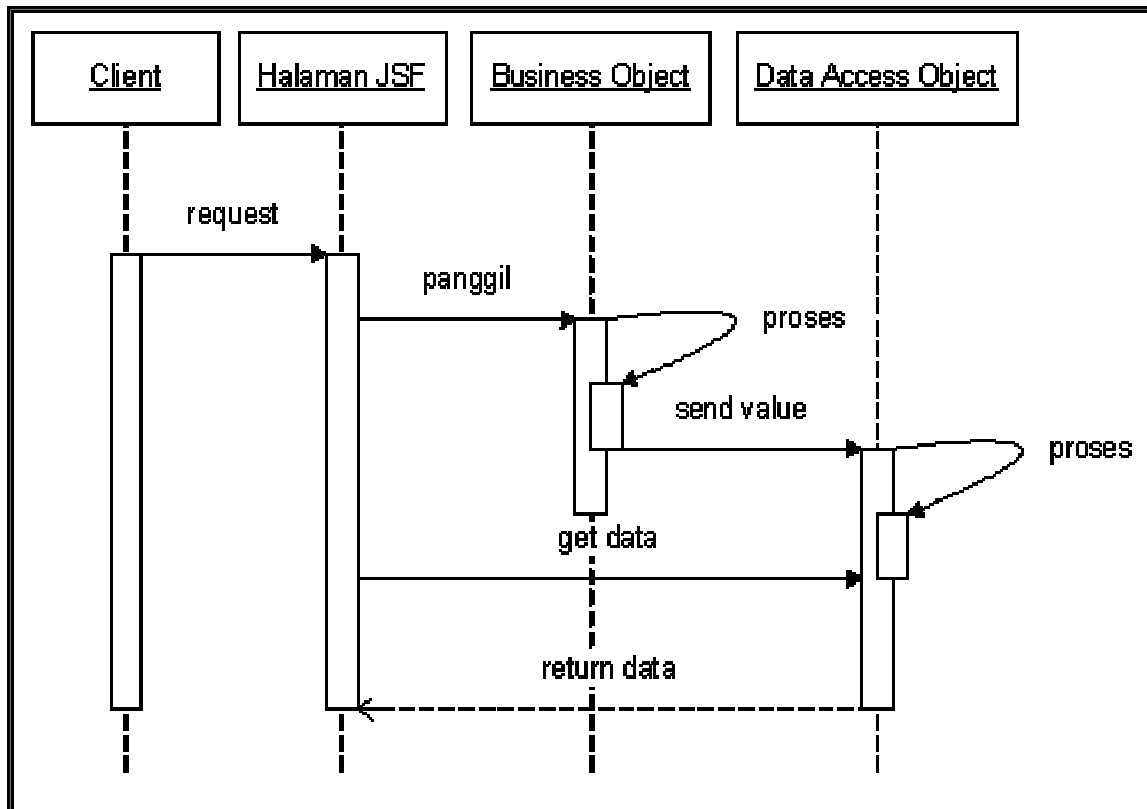 Client
Halaman JSF
Business Object
Data Access Object
request
panggil
proses
send value
proses
get data
return data